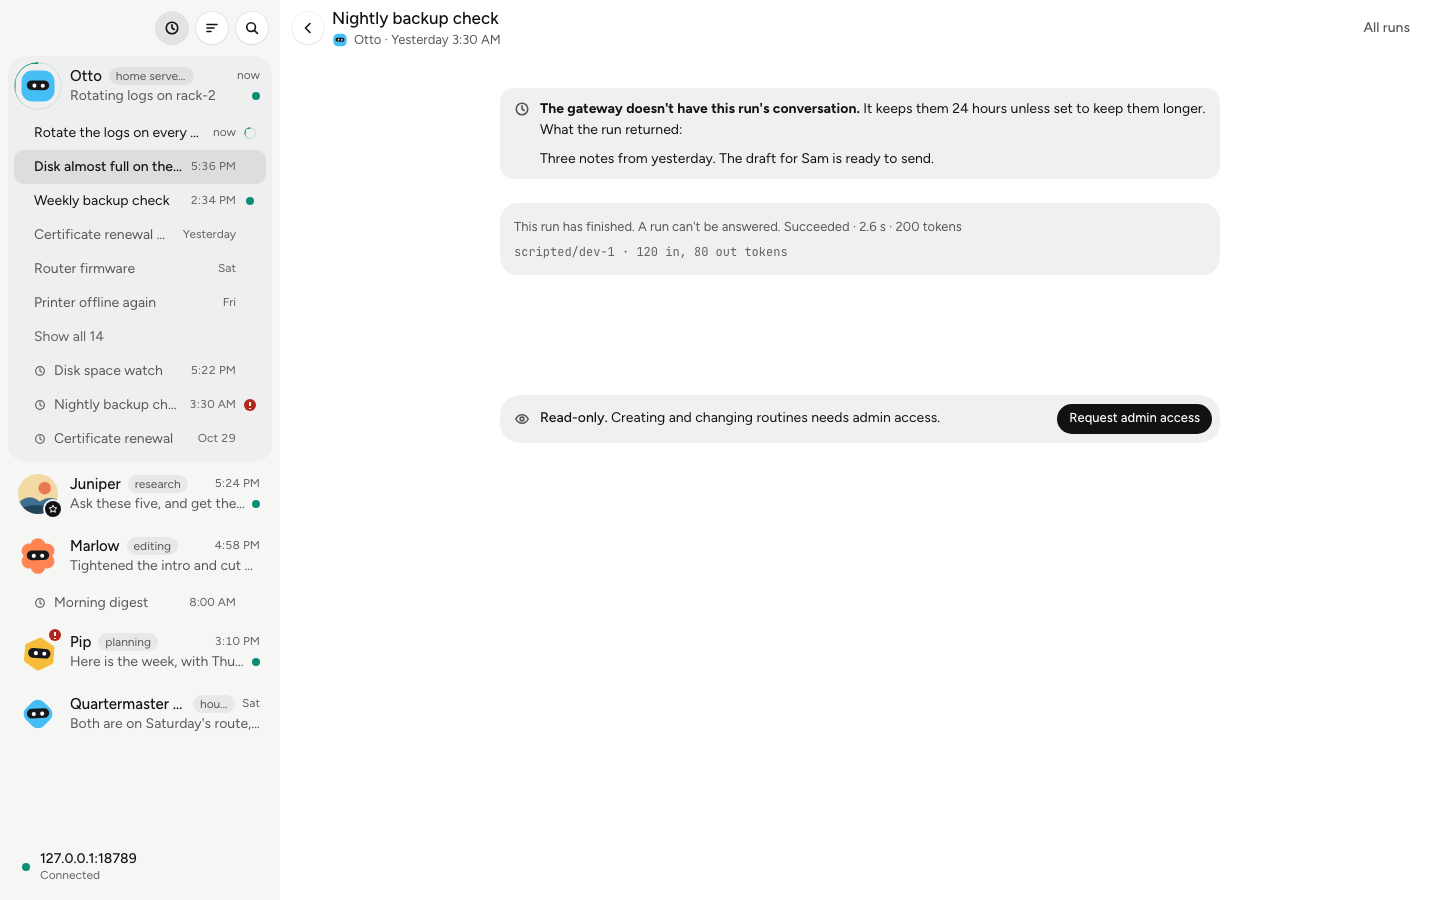 Otto home serve... now
Rotating logs on rack-2
Rotate the logs on every ... now
Disk almost full on the... 5:36 PM
Weekly backup check 2:34 PM
Certificate renewal ... Yesterday
Router firmware Sat
Printer offline again Fri
Show all 14
Disk space watch 5:22 PM
Nightly backup ch... 3:30 AM
Certificate renewal Oct 29
Juniper research 5:24 PM
Ask these five, and get the...
Marlow editing 4:58 PM
Tightened the intro and cut ...
Morning digest 8:00 AM
Pip planning 3:10 PM
Here is the week, with Thu...
Quartermaster ... hou... Sat
Both are on Saturday's route,...
127.0.0.1:18789
Connected
Nightly backup check
Otto · Yesterday 3:30 AM
All runs
The gateway doesn't have this run's conversation. It keeps them 24 hours unless set to keep them longer.
What the run returned:
Three notes from yesterday. The draft for Sam is ready to send.
This run has finished. A run can't be answered. Succeeded · 2.6 s · 200 tokens
scripted/dev-1 · 120 in, 80 out tokens
Read-only. Creating and changing routines needs admin access.
Request admin access